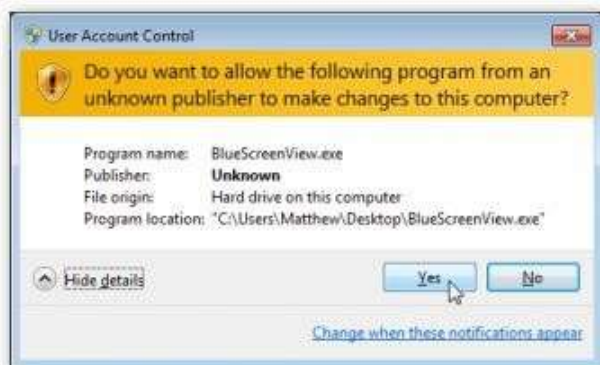 User Account Control
Do you want to allow the following program from an
unknown publisher to make changes to this computer?
Program name: BlueScreenView.exe
Publisher: Unknown
File origin: Hard drive on this computer
Program location: "C:\Users\Matthew\Desktop\BlueScreenView.exe"
Hide details Yes No
Change when these notifications appear